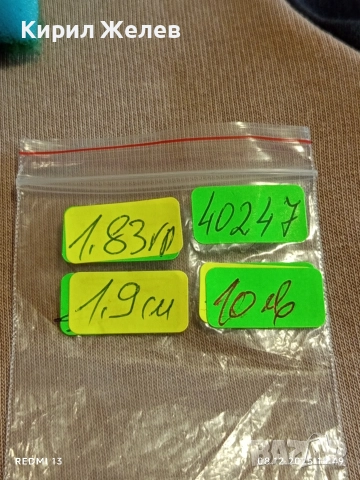 Кирил Желев
1.83гр
40247
1.9см
10лв
REDMI 13